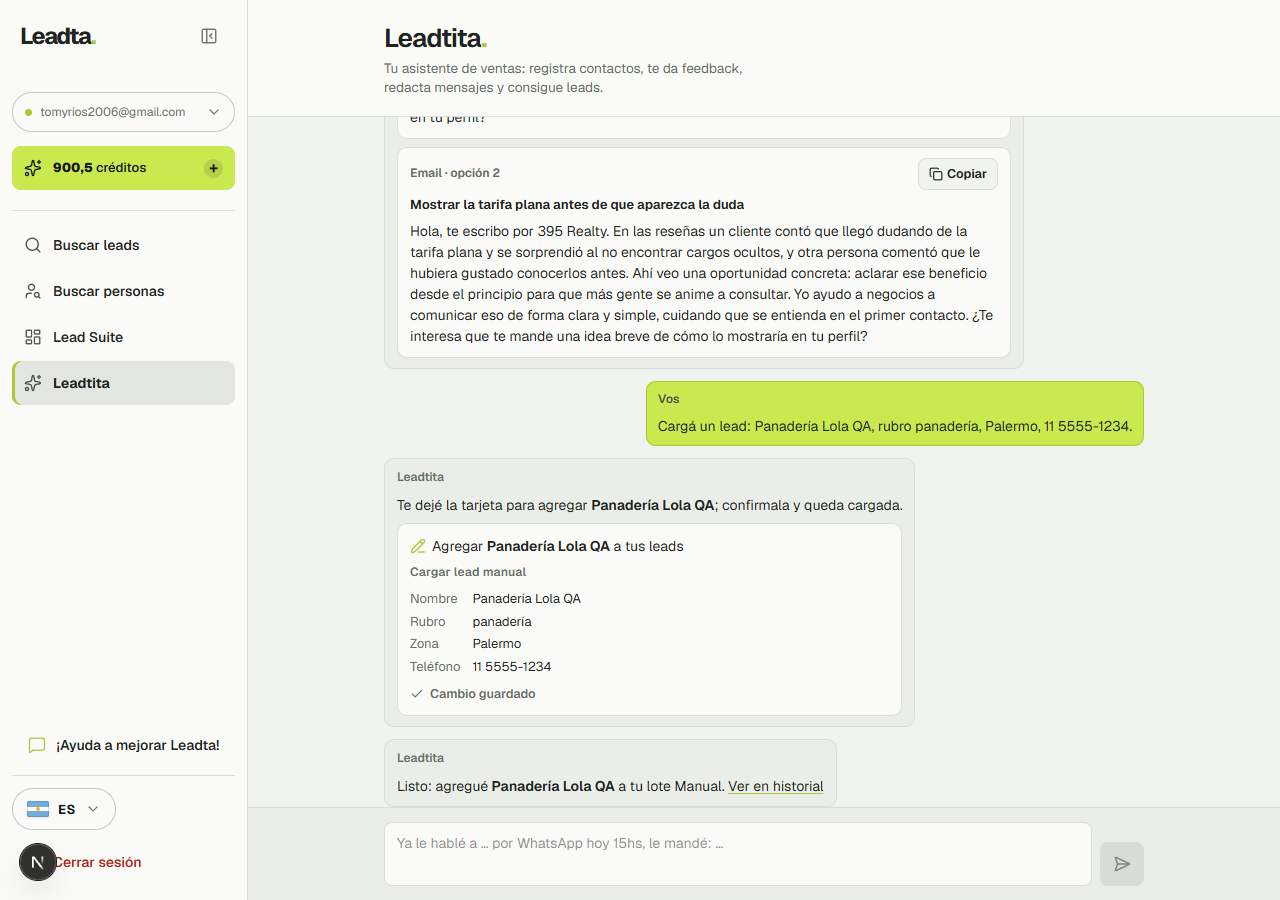 Leadta.
tomyrios2006@gmail.com
900,5 créditos
+
Buscar leads
Buscar personas
Lead Suite
Leadtita
¡Ayuda a mejorar Leadta!
ES
N
Cerrar sesión
Leadtita.
Tu asistente de ventas: registra contactos, te da feedback,
redacta mensajes y consigue leads.
en tu perfil?
Email · opción 2
Copiar
Mostrar la tarifa plana antes de que aparezca la duda
Hola, te escribo por 395 Realty. En las reseñas un cliente contó que llegó dudando de la
tarifa plana y se sorprendió al no encontrar cargos ocultos, y otra persona comentó que le
hubiera gustado conocerlos antes. Ahí veo una oportunidad concreta: aclarar ese beneficio
desde el principio para que más gente se anime a consultar. Yo ayudo a negocios a
comunicar eso de forma clara y simple, cuidando que se entienda en el primer contacto. ¿Te
interesa que te mande una idea breve de cómo lo mostraría en tu perfil?
Vos
Cargá un lead: Panadería Lola QA, rubro panadería, Palermo, 11 5555-1234.
Leadtita
Te dejé la tarjeta para agregar Panadería Lola QA; confirmala y queda cargada.
Agregar Panadería Lola QA a tus leads
Cargar lead manual
Nombre Panadería Lola QA
Rubro panadería
Zona Palermo
Teléfono 11 5555-1234
Cambio guardado
Leadtita
Listo: agregué Panadería Lola QA a tu lote Manual. Ver en historial
Ya le hablé a … por WhatsApp hoy 15hs, le mandé: …